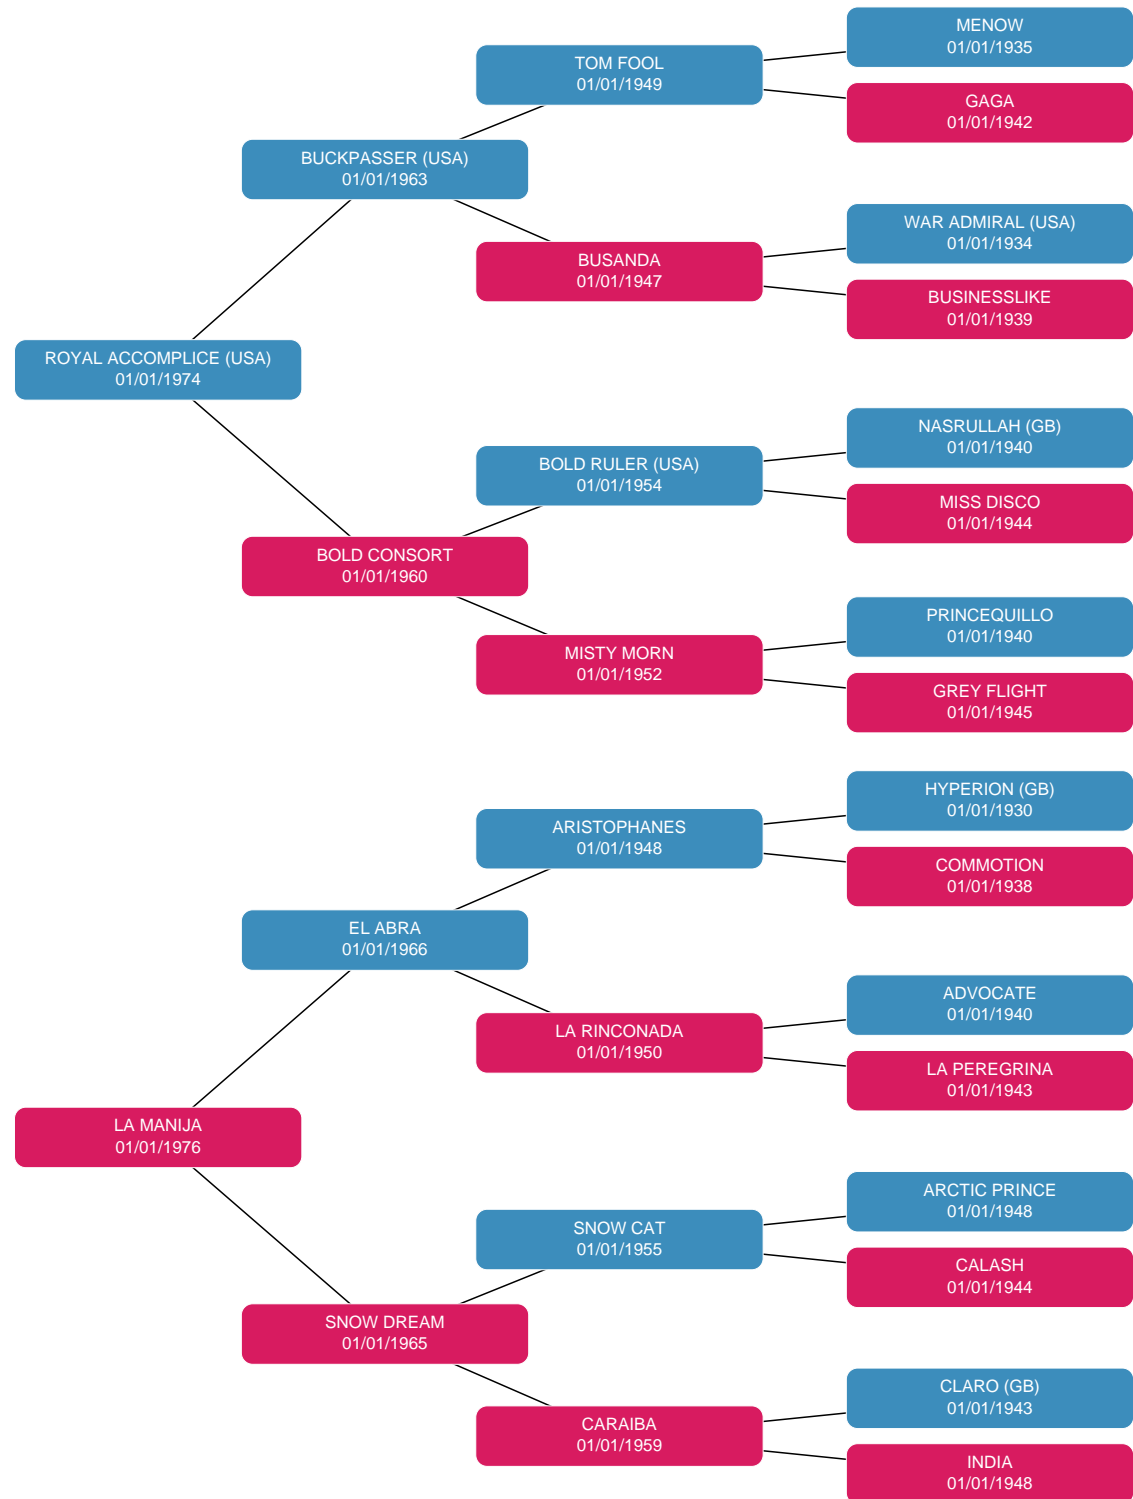 MENOW
01/01/1935
TOM FOOL
01/01/1949
GAGA
01/01/1942
BUCKPASSER (USA)
01/01/1963
WAR ADMIRAL (USA)
01/01/1934
BUSANDA
01/01/1947
BUSINESSLIKE
01/01/1939
ROYAL ACCOMPLICE (USA)
01/01/1974
NASRULLAH (GB)
01/01/1940
BOLD RULER (USA)
01/01/1954
MISS DISCO
01/01/1944
BOLD CONSORT
01/01/1960
PRINCEQUILLO
01/01/1940
MISTY MORN
01/01/1952
GREY FLIGHT
01/01/1945
HYPERION (GB)
01/01/1930
ARISTOPHANES
01/01/1948
COMMOTION
01/01/1938
EL ABRA
01/01/1966
ADVOCATE
01/01/1940
LA RINCONADA
01/01/1950
LA PEREGRINA
01/01/1943
LA MANIJA
01/01/1976
ARCTIC PRINCE
01/01/1948
SNOW CAT
01/01/1955
CALASH
01/01/1944
SNOW DREAM
01/01/1965
CLARO (GB)
01/01/1943
CARAIBA
01/01/1959
INDIA
01/01/1948